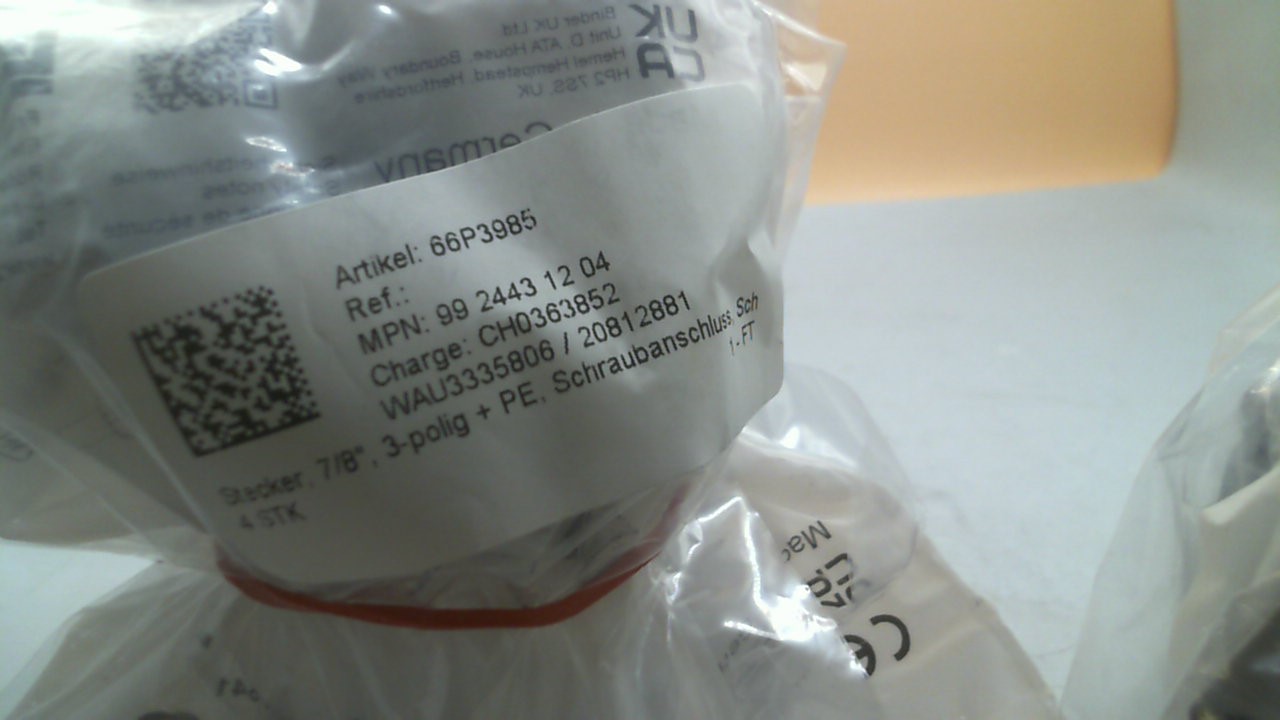 UK
CA
Binder UK Ltd.
Unit D, ATA House, Boundary Way
Hemel Hempstead, Hertfordshire
HP2 7SS, UK
Germany
Artikel: 66P3985
Ref.:
MPN: 99 2443 12 04
Charge: CH0363852
WAU3335806 / 20812881
Stecker, 7/8", 3-polig + PE, Schraubanschluss, Sch
4 STK
1-FT
Mad
CE